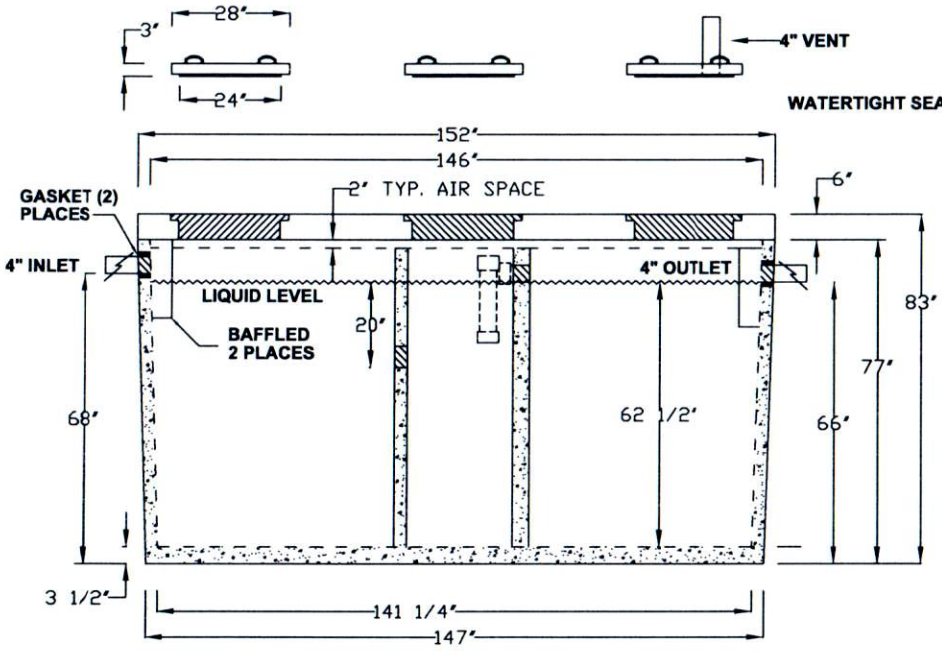 28"
3"
4" VENT
24"
WATERTIGHT SEA
152"
146"
2" TYP. AIR SPACE
6"
GASKET (2)
PLACES
4" INLET
4" OUTLET
LIQUID LEVEL
20"
BAFFLED
2 PLACES
83"
77"
68"
62 1/2"
66"
3 1/2"
141 1/4"
147"